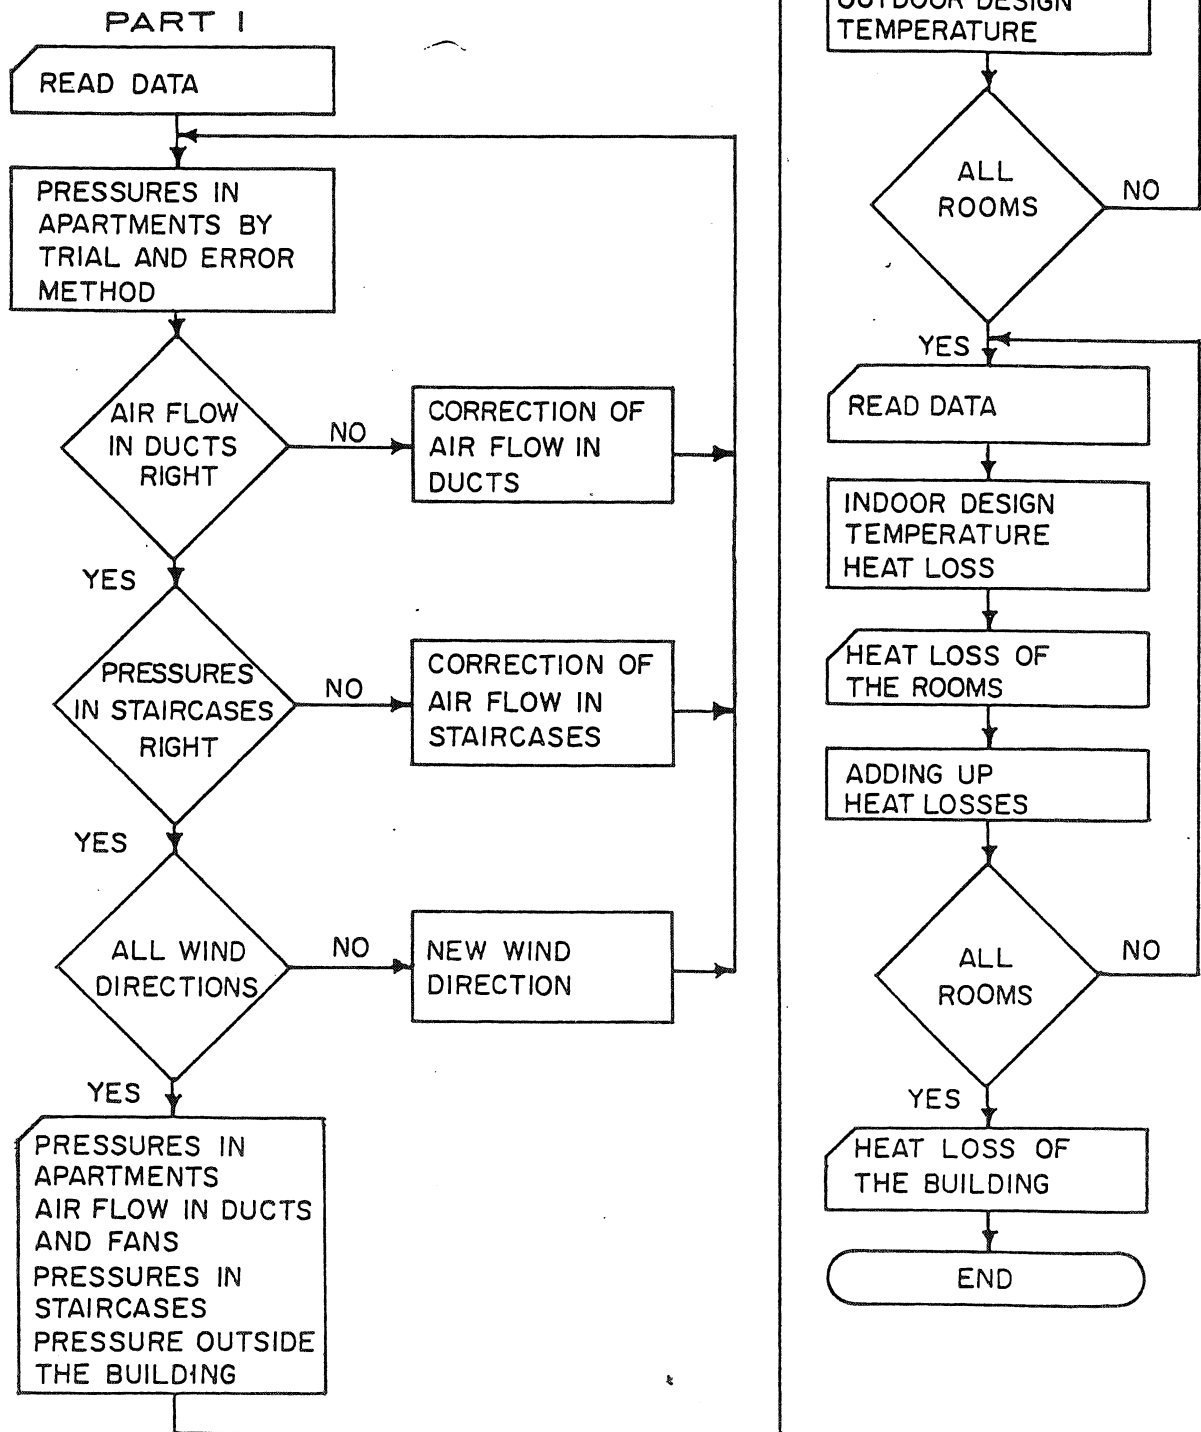 PART I
READ DATA
PRESSURES IN
APARTMENTS BY
TRIAL AND ERROR
METHOD
AIR FLOW
IN DUCTS
RIGHT
NO
CORRECTION OF
AIR FLOW IN
DUCTS
YES
PRESSURES
IN STAIRCASES
RIGHT
NO
CORRECTION OF
AIR FLOW IN
STAIRCASES
YES
ALL WIND
DIRECTIONS
NO
NEW WIND
DIRECTION
YES
PRESSURES IN
APARTMENTS
AIR FLOW IN DUCTS
AND FANS
PRESSURES IN
STAIRCASES
PRESSURE OUTSIDE
THE BUILDING
OUTDOOR DESIGN
TEMPERATURE
ALL
ROOMS
NO
YES
READ DATA
INDOOR DESIGN
TEMPERATURE
HEAT LOSS
HEAT LOSS OF
THE ROOMS
ADDING UP
HEAT LOSSES
ALL
ROOMS
NO
YES
HEAT LOSS OF
THE BUILDING
END